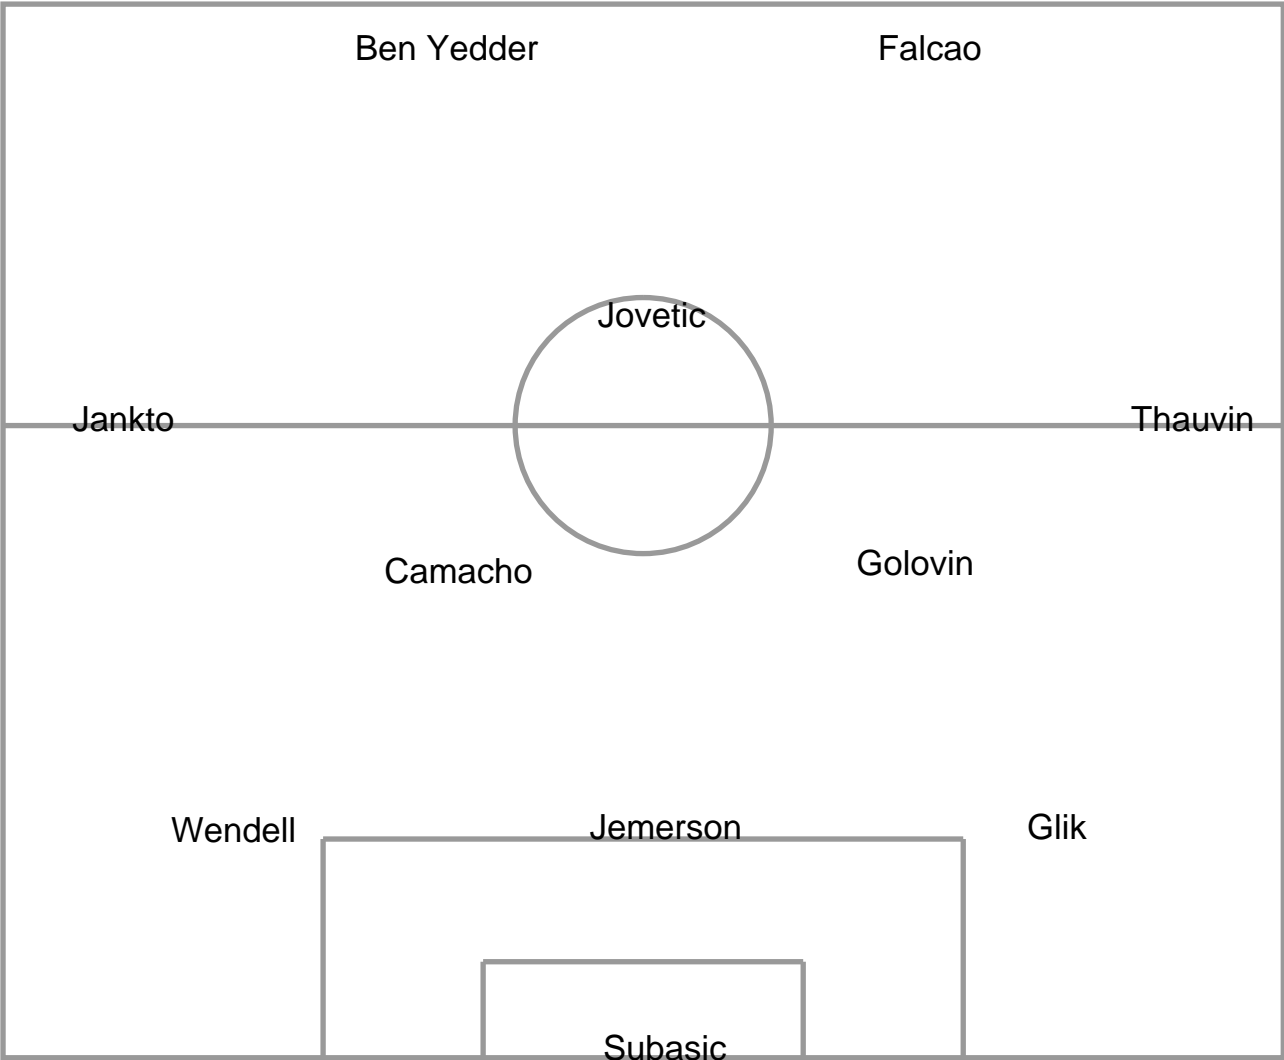 Ben Yedder
Falcao
Jovetic
Jankto
Thauvin
Camacho
Golovin
Wendell
Jemerson
Glik
Subasic